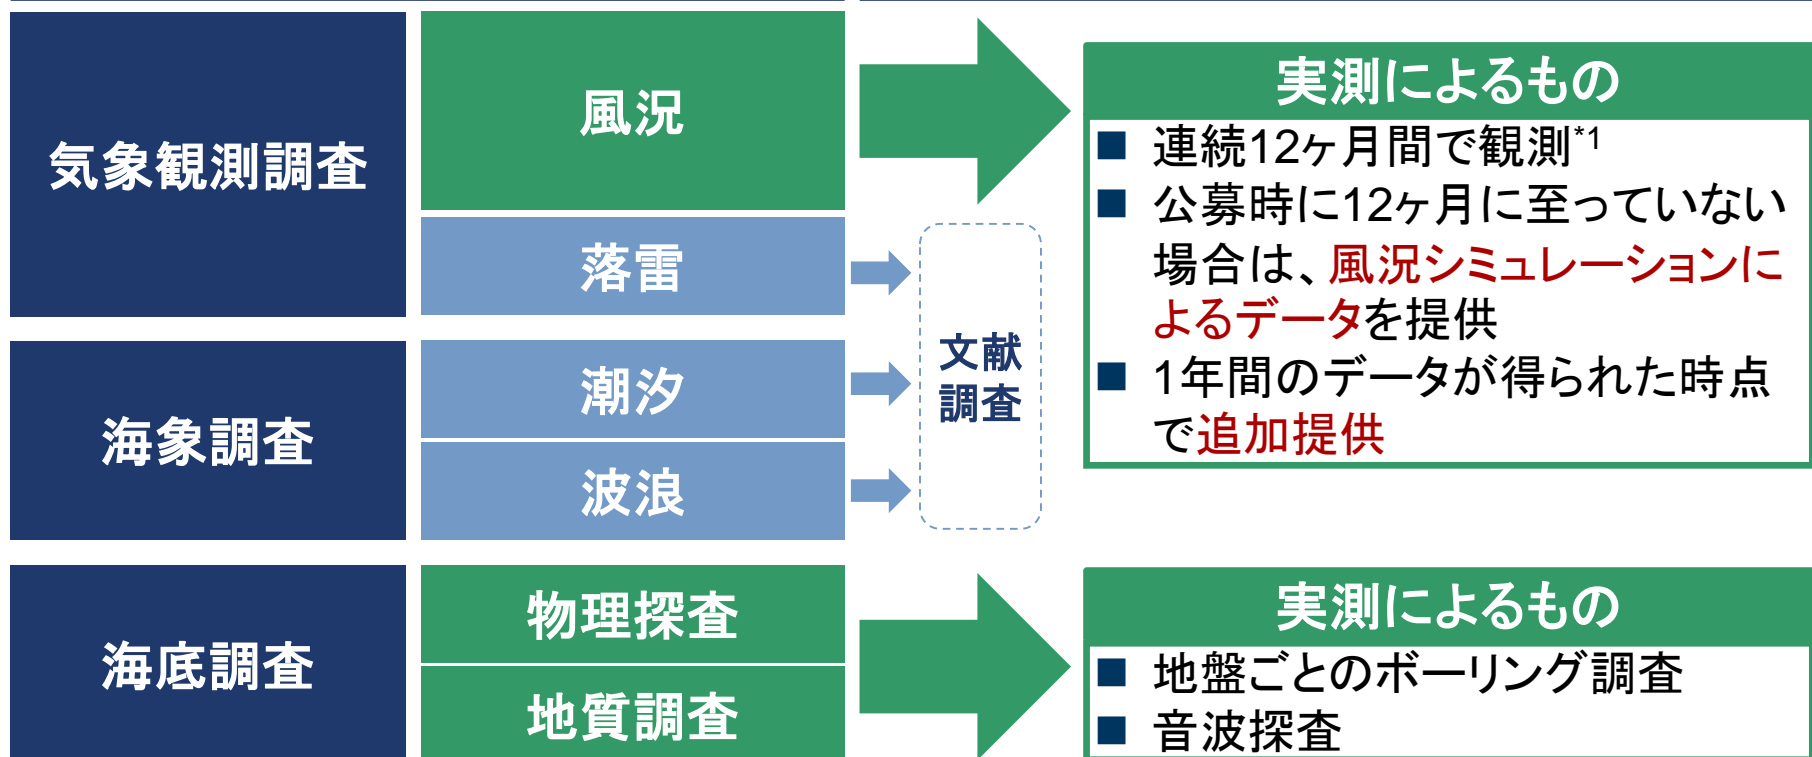 気象観測調査
風況
落雷
海象調査
潮汐
波浪
文献
調査
実測によるもの
■ 連続12ヶ月間で観測*1
■ 公募時に12ヶ月に至っていない
場合は、風況シミュレーションに
よるデータを提供
■ 1年間のデータが得られた時点
で追加提供
海底調査
物理探査
地質調査
実測によるもの
■ 地盤ごとのボーリング調査
■ 音波探査